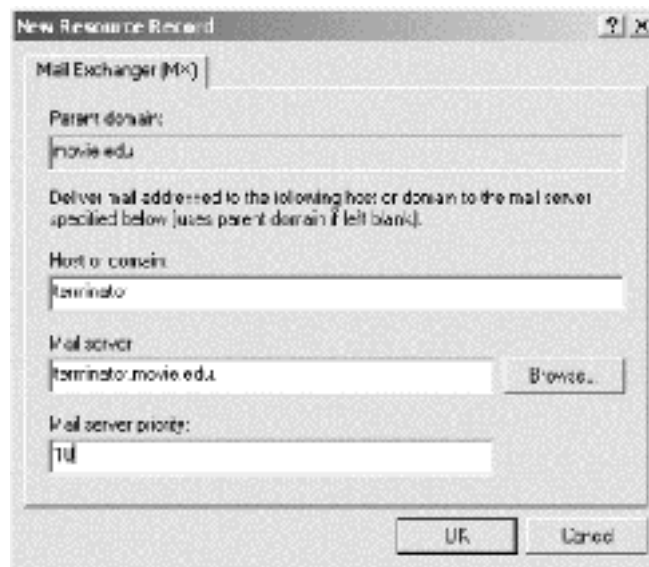 New Resource Record
Mail Exchanger (MX)
Parent domain:
movie.edu
Deliver mail addressed to the following host or domain to the mail server
specified below (uses parent domain if left blank).
Host or domain:
terminator
Mail server
terminator.movie.edu.
Browse...
Mail server priority:
10
OK
Cancel